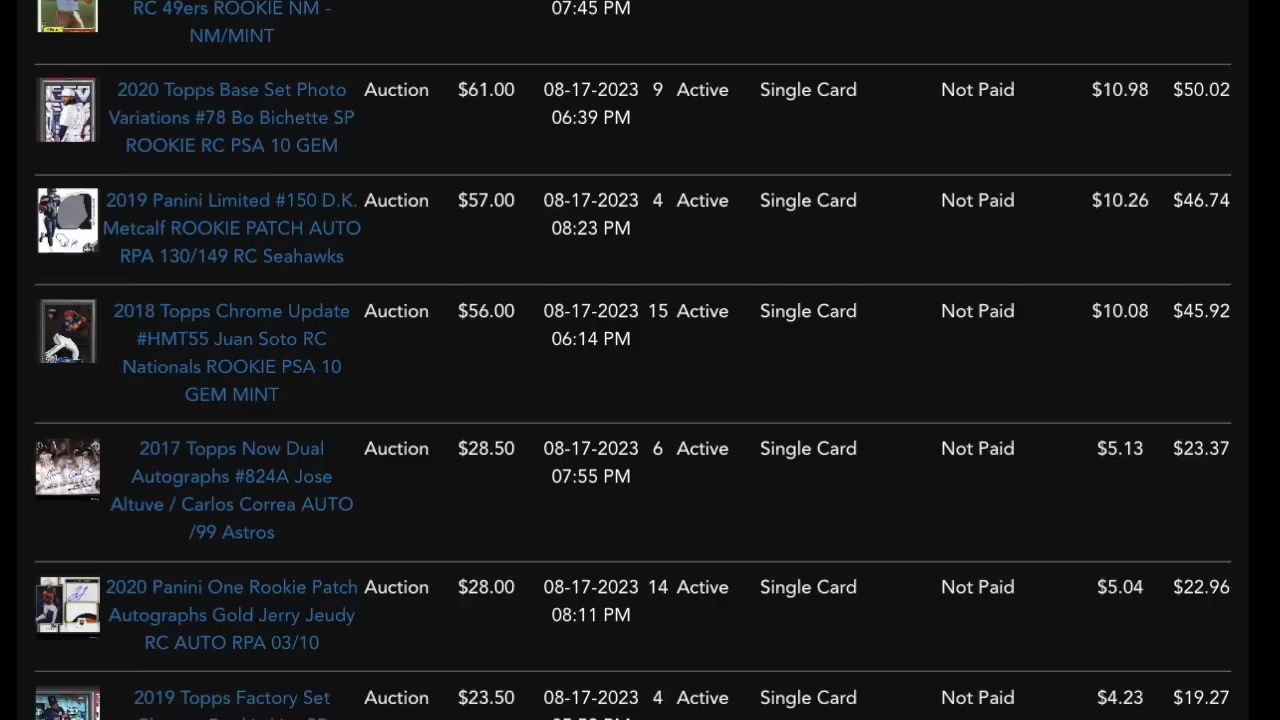 RC 49ers ROOKIE NM -
NM/MINT
07:45 PM
2020 Topps Base Set Photo
Variations #78 Bo Bichette SP
ROOKIE RC PSA 10 GEM
Auction $61.00 08-17-2023 9 Active Single Card Not Paid $10.98 $50.02
06:39 PM
2019 Panini Limited #150 D.K.
Metcalf ROOKIE PATCH AUTO
RPA 130/149 RC Seahawks
Auction $57.00 08-17-2023 4 Active Single Card Not Paid $10.26 $46.74
08:23 PM
2018 Topps Chrome Update
#HMT55 Juan Soto RC
Nationals ROOKIE PSA 10
GEM MINT
Auction $56.00 08-17-2023 15 Active Single Card Not Paid $10.08 $45.92
06:14 PM
2017 Topps Now Dual
Autographs #824A Jose
Altuve / Carlos Correa AUTO
/99 Astros
Auction $28.50 08-17-2023 6 Active Single Card Not Paid $5.13 $23.37
07:55 PM
2020 Panini One Rookie Patch
Autographs Gold Jerry Jeudy
RC AUTO RPA 03/10
Auction $28.00 08-17-2023 14 Active Single Card Not Paid $5.04 $22.96
08:11 PM
2019 Topps Factory Set
Auction $23.50 08-17-2023 4 Active Single Card Not Paid $4.23 $19.27